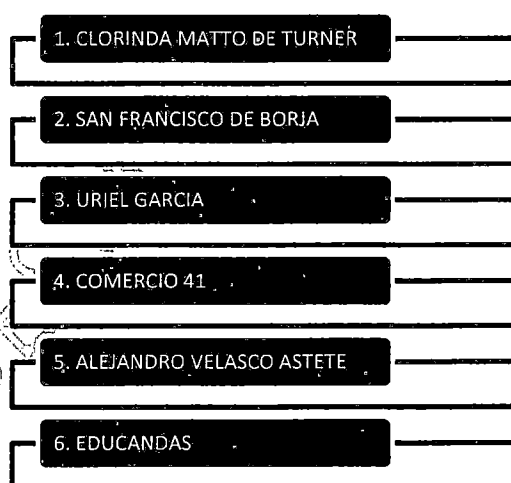 1. CLORINDA MATTO DE TURNER
2. SAN FRANCISCO DE BORJA
3. URIEL GARCIA
4. COMERCIO 41
5. ALEJANDRO VELASCO ASTETE
6. EDUCANDAS